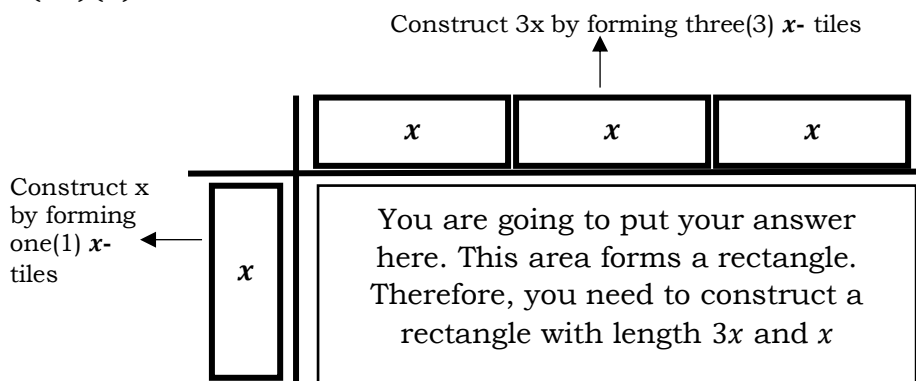 Construct 3x by forming three(3) x- tiles
x x x
Construct x
by forming
one(1) x-
tiles
x
You are going to put your answer
here. This area forms a rectangle.
Therefore, you need to construct a
rectangle with length 3x and x